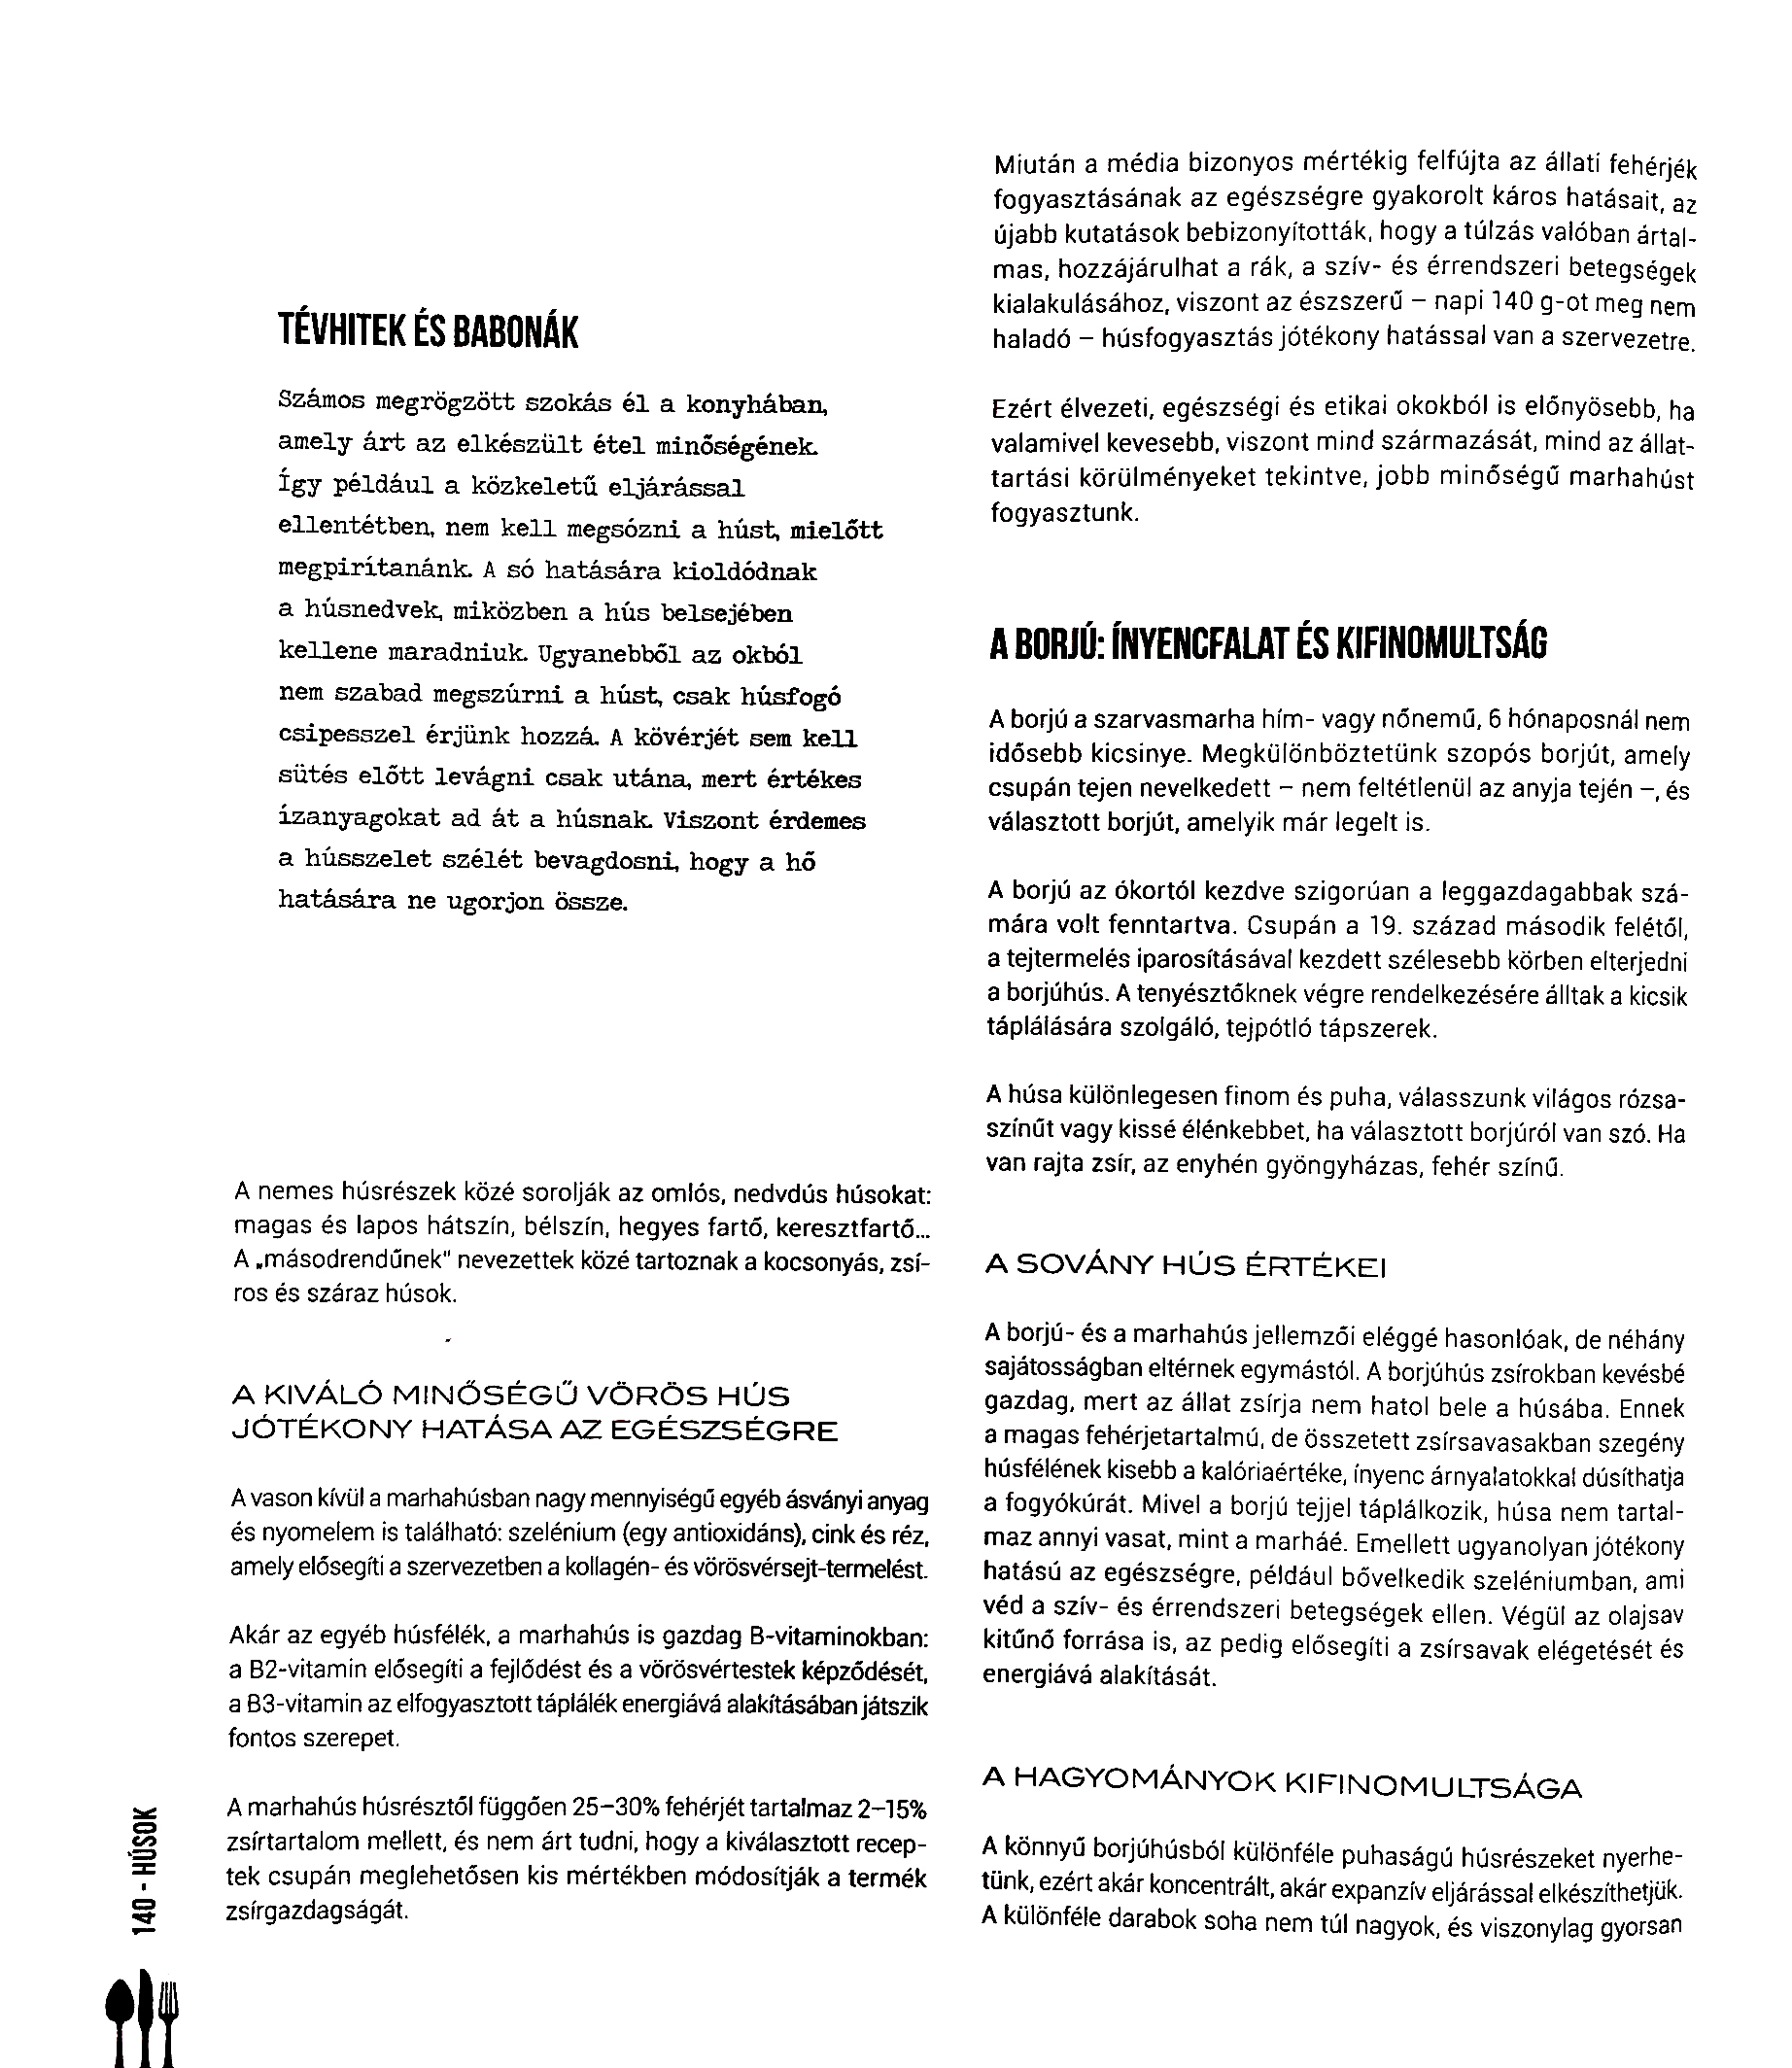 TÉVHITEK ÉS BABONÁK
Számos megrögzött szokás él a konyhában,
amely árt az elkészült étel minőségének.
Így például a közkeletű eljárással
ellentétben, nem kell megsózni a húst, mielőtt
megpirítanánk. A só hatására kioldódnak
a húsnedvek, miközben a hús belsejében
kellene maradniuk. Ugyanebből az okból
nem szabad megszúrni a húst, csak húsfogó
csipesszel érjünk hozzá. A kövérjét sem kell
sütés előtt levágni csak utána, mert értékes
ízanyagokat ad át a húsnak. Viszont érdemes
a hússzelet szélét bevagdosni, hogy a hő
hatására ne ugorjon össze.
A nemes húsrészek közé sorolják az omlós, nedvdús húsokat:
magas és lapos hátszín, bélszín, hegyes fartő, keresztfartő...
A „másodrendűnek" nevezettek közé tartoznak a kocsonyás, zsí-
ros és száraz húsok.
A KIVÁLÓ MINŐSÉGŰ VÖRÖS HÚS
JÓTÉKONY HATÁSA AZ EGÉSZSÉGRE
A vason kívül a marhahúsban nagy mennyiségű egyéb ásványi anyag
és nyomelem is található: szelénium (egy antioxidáns), cink és réz,
amely elősegíti a szervezetben a kollagén- és vörösvérsejt-termelést.
Akár az egyéb húsfélék, a marhahús is gazdag B-vitaminokban:
a B2-vitamin elősegíti a fejlődést és a vörösvértestek képződését,
a B3-vitamin az elfogyasztott táplálék energiává alakításában játszik
fontos szerepet.
A marhahús húsrésztől függően 25–30% fehérjét tartalmaz 2–15%
zsírtartalom mellett, és nem árt tudni, hogy a kiválasztott recep-
tek csupán meglehetősen kis mértékben módosítják a termék
zsírgazdagságát.
Miután a média bizonyos mértékig felfújta az állati fehérjék
fogyasztásának az egészségre gyakorolt káros hatásait, az
újabb kutatások bebizonyították, hogy a túlzás valóban ártal-
mas, hozzájárulhat a rák, a szív- és érrendszeri betegségek
kialakulásához, viszont az észszerű – napi 140 g-ot meg nem
haladó – húsfogyasztás jótékony hatással van a szervezetre.
Ezért élvezeti, egészségi és etikai okokból is előnyösebb, ha
valamivel kevesebb, viszont mind származását, mind az állat-
tartási körülményeket tekintve, jobb minőségű marhahúst
fogyasztunk.
A BORJÚ: ÍNYENCFALAT ÉS KIFINOMULTSÁG
A borjú a szarvasmarha hím- vagy nőnemű, 6 hónaposnál nem
idősebb kicsinye. Megkülönböztetünk szopós borjút, amely
csupán tejen nevelkedett – nem feltétlenül az anyja tején –, és
választott borjút, amelyik már legelt is.
A borjú az ókortól kezdve szigorúan a leggazdagabbak szá-
mára volt fenntartva. Csupán a 19. század második felétől,
a tejtermelés iparosításával kezdett szélesebb körben elterjedni
a borjúhús. A tenyésztőknek végre rendelkezésére álltak a kicsik
táplálására szolgáló, tejpótló tápszerek.
A húsa különlegesen finom és puha, válasszunk világos rózsa-
színűt vagy kissé élénkebbet, ha választott borjúról van szó. Ha
van rajta zsír, az enyhén gyöngyházas, fehér színű.
A SOVÁNY HÚS ÉRTÉKEI
A borjú- és a marhahús jellemzői eléggé hasonlóak, de néhány
sajátosságban eltérnek egymástól. A borjúhús zsírokban kevésbé
gazdag, mert az állat zsírja nem hatol bele a húsába. Ennek
a magas fehérjetartalmú, de összetett zsírsavasakban szegény
húsfélének kisebb a kalóriaértéke, ínyenc árnyalatokkal dúsíthatja
a fogyókúrát. Mivel a borjú tejjel táplálkozik, húsa nem tartal-
maz annyi vasat, mint a marháé. Emellett ugyanolyan jótékony
hatású az egészségre, például bővelkedik szeléniumban, ami
véd a szív- és érrendszeri betegségek ellen. Végül az olajsav
kitűnő forrása is, az pedig elősegíti a zsírsavak elégetését és
energiává alakítását.
A HAGYOMÁNYOK KIFINOMULTSÁGA
A könnyű borjúhúsból különféle puhaságú húsrészeket nyerhe-
tünk, ezért akár koncentrált, akár expanzív eljárással elkészíthetjük.
A különféle darabok soha nem túl nagyok, és viszonylag gyorsan
140 - HÚSOK